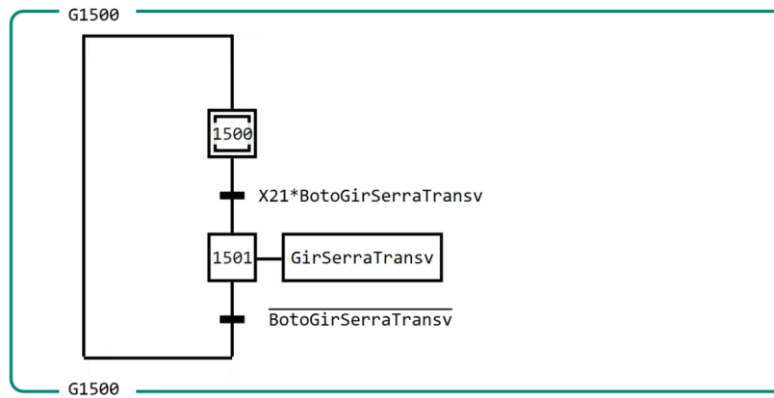 G1500
1500
X21*BotoGirSerraTransv
1501 GirSerraTransv
BotoGirSerraTransv
G1500